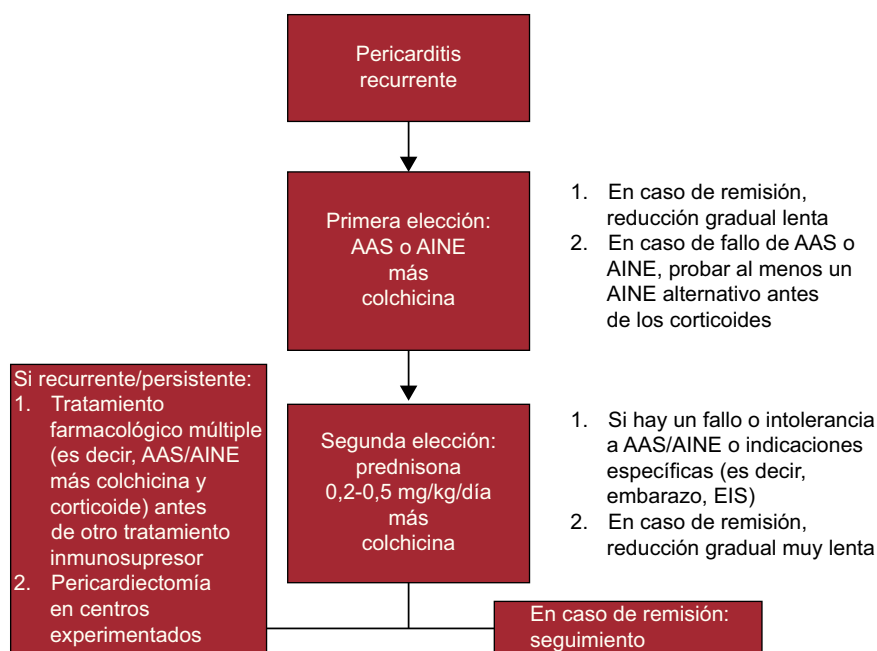 Pericarditis
recurrente
Primera elección:
AAS o AINE
más
colchicina
1. En caso de remisión,
reducción gradual lenta
2. En caso de fallo de AAS o
AINE, probar al menos un
AINE alternativo antes
de los corticoides
Segunda elección:
prednisona
0,2-0,5 mg/kg/día
más
colchicina
1. Si hay un fallo o intolerancia
a AAS/AINE o indicaciones
específicas (es decir,
embarazo, EIS)
2. En caso de remisión,
reducción gradual muy lenta
Si recurrente/persistente:
1. Tratamiento
farmacológico múltiple
(es decir, AAS/AINE
más colchicina y
corticoide) antes
de otro tratamiento
inmunosupresor
2. Pericardiectomía
en centros
experimentados
En caso de remisión:
seguimiento